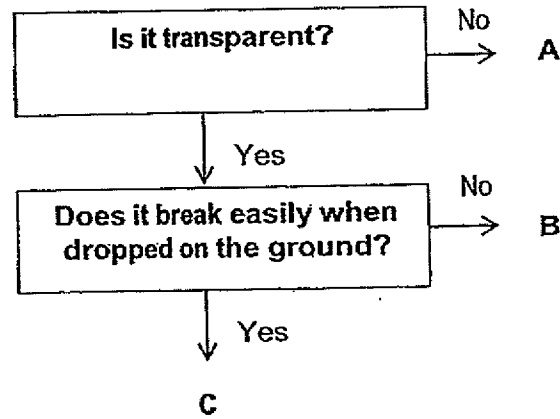 Is it transparent?
No
A
Yes
Does it break easily when
dropped on the ground?
No
B
Yes
C